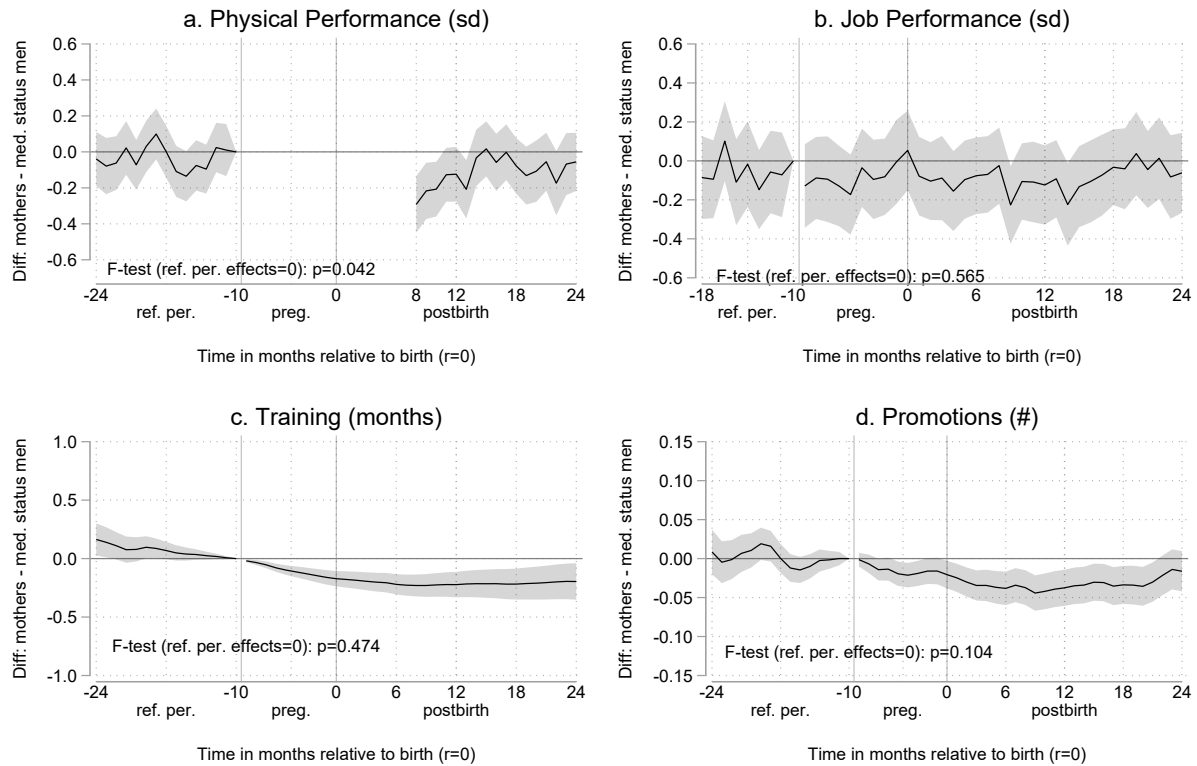 a. Physical Performance (sd)
Diff: mothers - med. status men
0.6
0.4
0.2
0.0
-0.2
-0.4
-0.6
F-test (ref. per. effects=0): p=0.042
-24 -10 0 8 12 18 24
ref. per. preg. postbirth
Time in months relative to birth (r=0)
b. Job Performance (sd)
Diff: mothers - med. status men
0.6
0.4
0.2
0.0
-0.2
-0.4
-0.6
F-test (ref. per. effects=0): p=0.565
-18 -10 0 6 12 18 24
ref. per. preg. postbirth
Time in months relative to birth (r=0)
c. Training (months)
Diff: mothers - med. status men
1.0
0.5
0.0
-0.5
-1.0
F-test (ref. per. effects=0): p=0.474
-24 -10 0 6 12 18 24
ref. per. preg. postbirth
Time in months relative to birth (r=0)
d. Promotions (#)
Diff: mothers - med. status men
0.15
0.10
0.05
0.00
-0.05
-0.10
-0.15
F-test (ref. per. effects=0): p=0.104
-24 -10 0 6 12 18 24
ref. per. preg. postbirth
Time in months relative to birth (r=0)